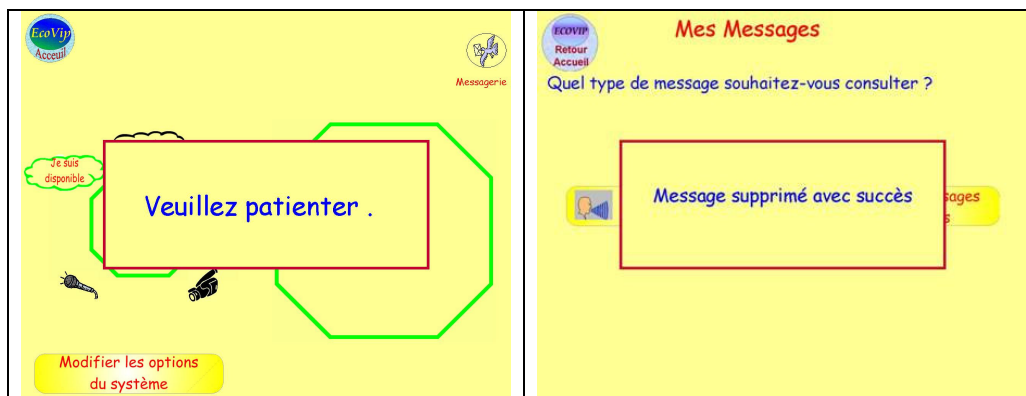 EcoVip
Acceuil
Messagerie
Je suis
disponible
Veuillez patienter .
Modifier les options
du système
ECOVIP
Retour
Accueil
Mes Messages
Quel type de message souhaitez-vous consulter ?
Message supprimé avec succès
sages
s